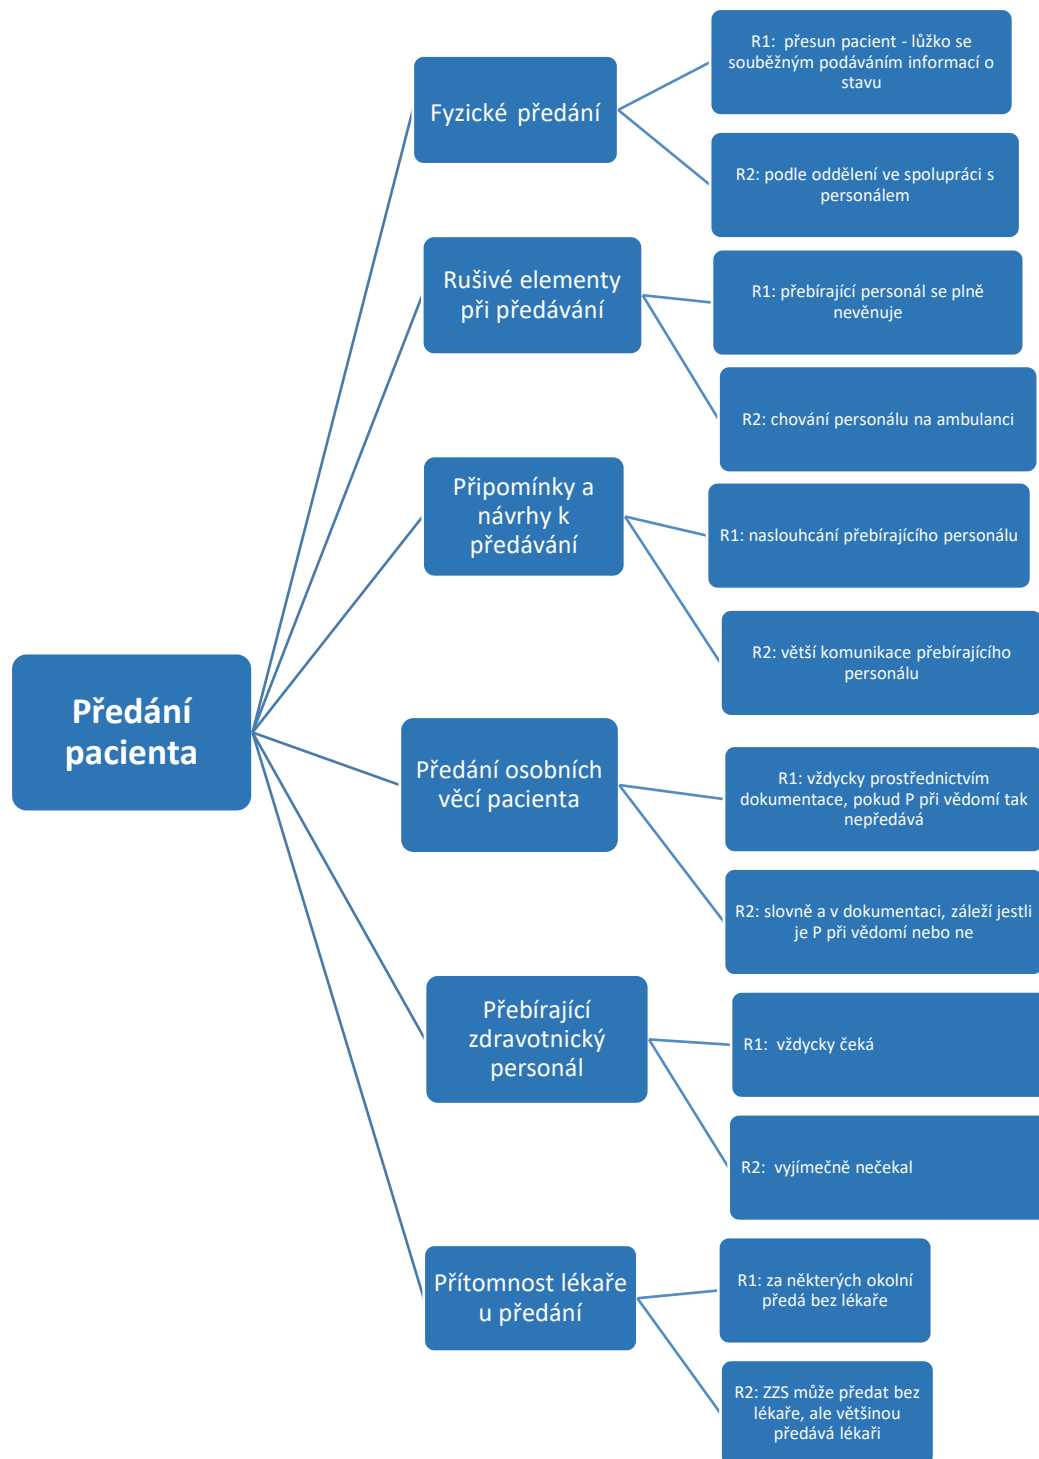 Předání
pacienta
Fyzické předání
R1: přesun pacient - lůžko se
souběžným podáváním informací o
stavu
R2: podle oddělení ve spolupráci s
personálem
Rušivé elementy
při předávání
R1: přebírající personál se plně
nevěnuje
R2: chování personálu na ambulanci
Připomínky a
návrhy k
předávání
R1: naslouhcání přebírajícího personálu
R2: větší komunikace přebírajícího
personálu
Předání osobních
věcí pacienta
R1: vždycky prostřednictvím
dokumentace, pokud P při vědomí tak
nepředává
R2: slovně a v dokumentaci, záleží jestli
je P při vědomí nebo ne
Přebírající
zdravotnický
personál
R1: vždycky čeká
R2: vyjímečně nečekal
Přítomnost lékaře
u předání
R1: za některých okolní
předá bez lékaře
R2: ZZS může předat bez
lékaře, ale většinou
předává lékaři